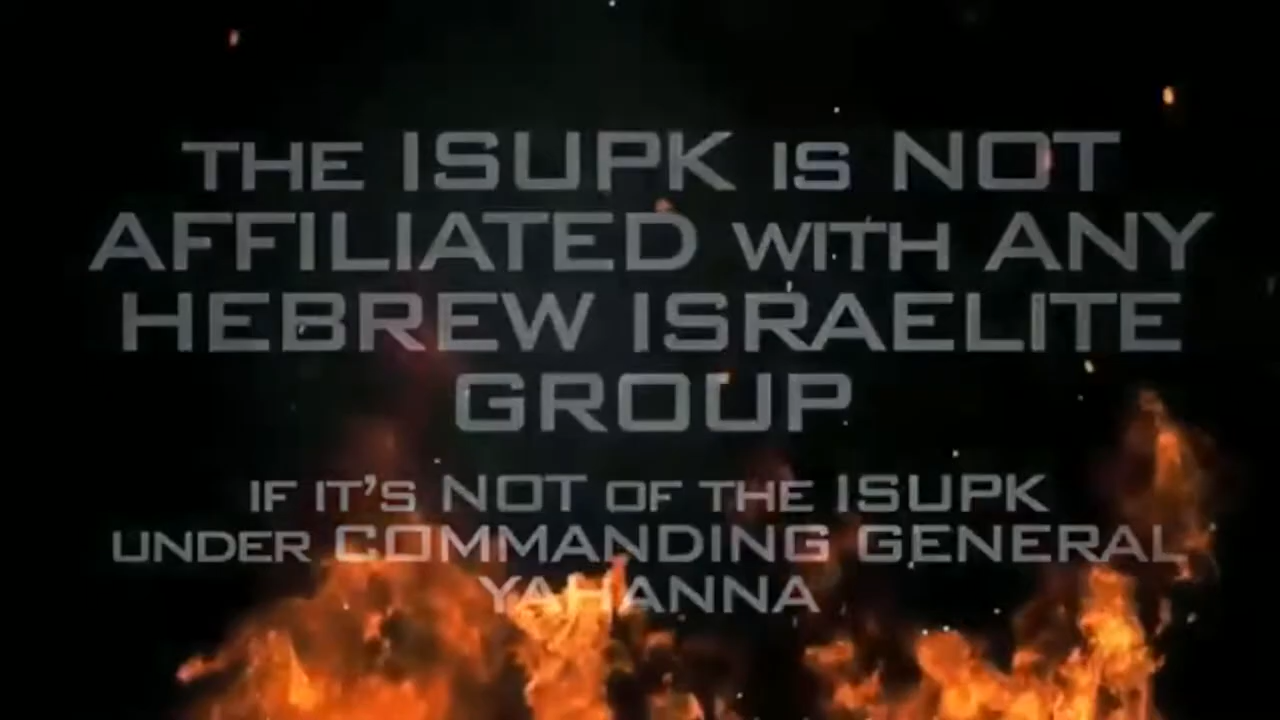 THE ISUPK IS NOT
AFFILIATED WITH ANY
HEBREW ISRAELITE
GROUP
IF IT'S NOT OF THE ISUPK
UNDER COMMANDING GENERAL
YAHANNA